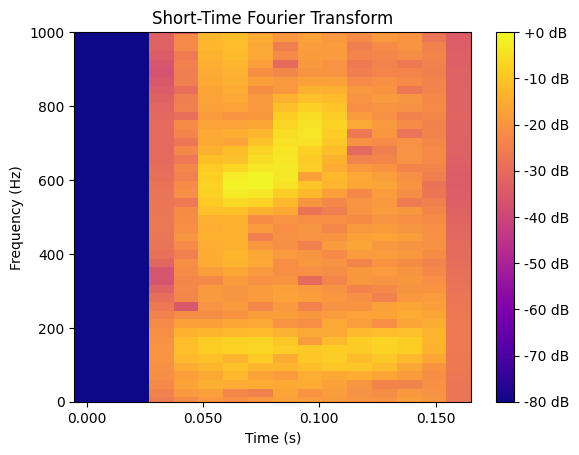 Short-Time Fourier Transform
1000
800
600
400
200
0
Frequency (Hz)
0.000
0.050
0.100
0.150
Time (s)
+0 dB
-10 dB
-20 dB
-30 dB
-40 dB
-50 dB
-60 dB
-70 dB
-80 dB